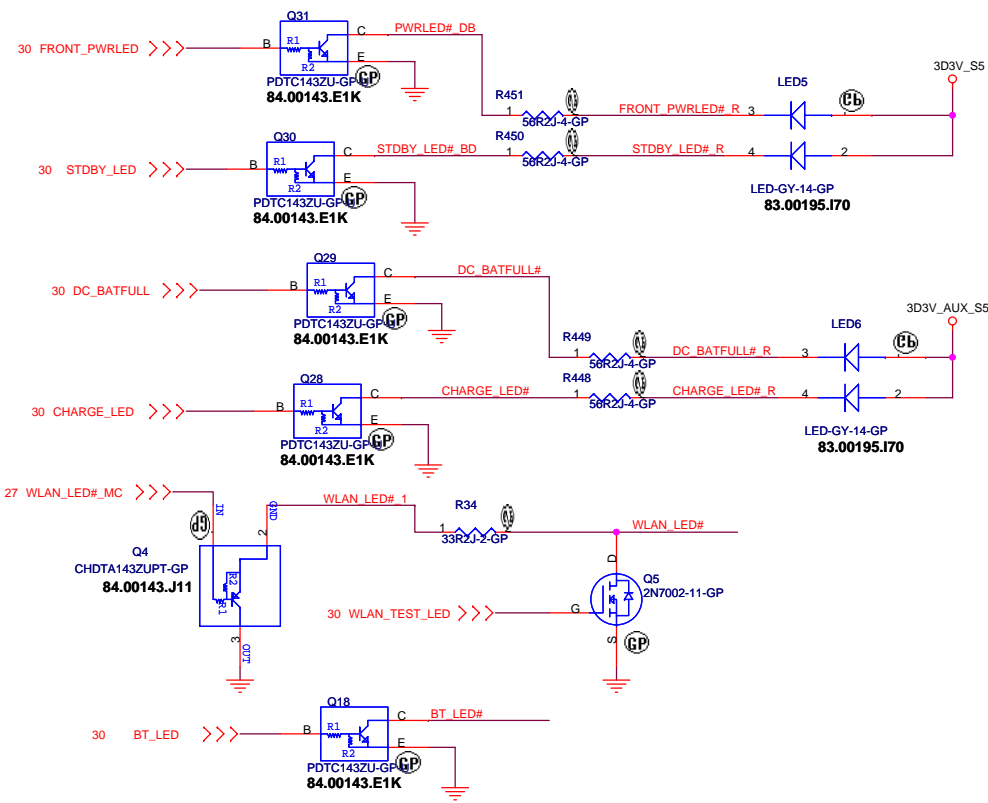 Q31
30 FRONT_PWRLED
B
R1
R2
C
E
PWRLED#_DB
GP
PDTC143ZU-GP
84.00143.E1K
3D3V_S5
R451
1
56R2J-4-GP
FRONT_PWRLED#_R
3
LED5
Q30
30 STDBY_LED
B
R1
R2
C
E
STDBY_LED#_BD
GP
PDTC143ZU-GP
84.00143.E1K
R450
1
56R2J-4-GP
STDBY_LED#_R
4
2
LED-GY-14-GP
83.00195.I70
Q29
30 DC_BATFULL
B
R1
R2
C
E
DC_BATFULL#
GP
PDTC143ZU-GP
84.00143.E1K
3D3V_AUX_S5
R449
1
56R2J-4-GP
DC_BATFULL#_R
3
LED6
Q28
30 CHARGE_LED
B
R1
R2
C
E
CHARGE_LED#
GP
PDTC143ZU-GP
84.00143.E1K
R448
1
56R2J-4-GP
CHARGE_LED#_R
4
2
LED-GY-14-GP
83.00195.I70
27 WLAN_LED#_MC
IN
GND
2
GP
WLAN_LED#_1
R34
1
2
33R2J-2-GP
WLAN_LED#
Q4
CHDTA143ZUPT-GP
84.00143.J11
R2
R1
3
OUT
D
Q5
2N7002-11-GP
30 WLAN_TEST_LED
G
S
GP
Q18
30 BT_LED
B
R1
R2
C
E
BT_LED#
GP
PDTC143ZU-GP
84.00143.E1K